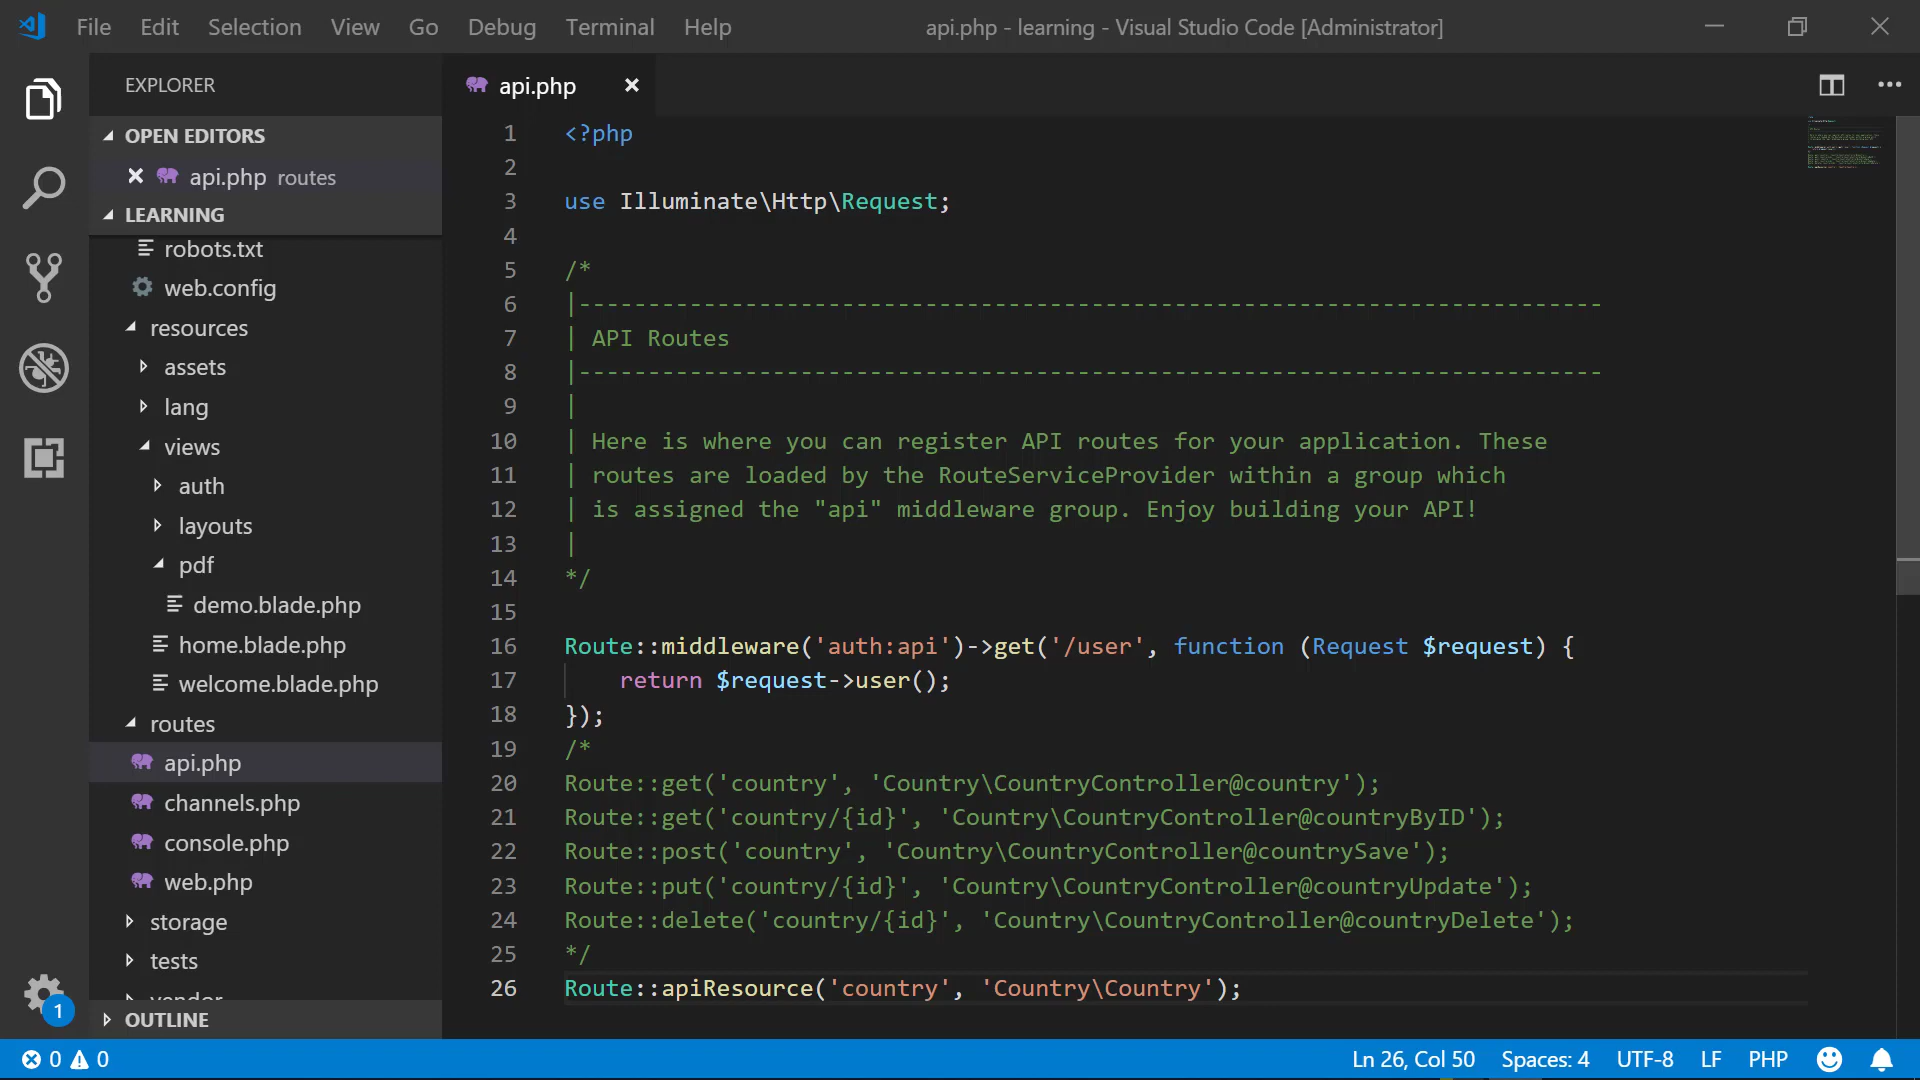 File Edit Selection View Go Debug Terminal Help
api.php - learning - Visual Studio Code [Administrator]
EXPLORER
OPEN EDITORS
api.php routes
LEARNING
robots.txt
web.config
resources
assets
lang
views
auth
layouts
pdf
demo.blade.php
home.blade.php
welcome.blade.php
routes
api.php
channels.php
console.php
web.php
storage
tests
vendor
OUTLINE
1
api.php
1 <?php
2
3 use Illuminate\Http\Request;
4
5 /*
6 |--------------------------------------------------------------------------
7 | API Routes
8 |--------------------------------------------------------------------------
9 |
10 | Here is where you can register API routes for your application. These
11 | routes are loaded by the RouteServiceProvider within a group which
12 | is assigned the "api" middleware group. Enjoy building your API!
13 |
14 */
15
16 Route::middleware('auth:api')->get('/user', function (Request $request) {
17     return $request->user();
18 });
19 /*
20 Route::get('country', 'Country\CountryController@country');
21 Route::get('country/{id}', 'Country\CountryController@countryByID');
22 Route::post('country', 'Country\CountryController@countrySave');
23 Route::put('country/{id}', 'Country\CountryController@countryUpdate');
24 Route::delete('country/{id}', 'Country\CountryController@countryDelete');
25 */
26 Route::apiResource('country', 'Country\Country');
0 0
Ln 26, Col 50 Spaces: 4 UTF-8 LF PHP